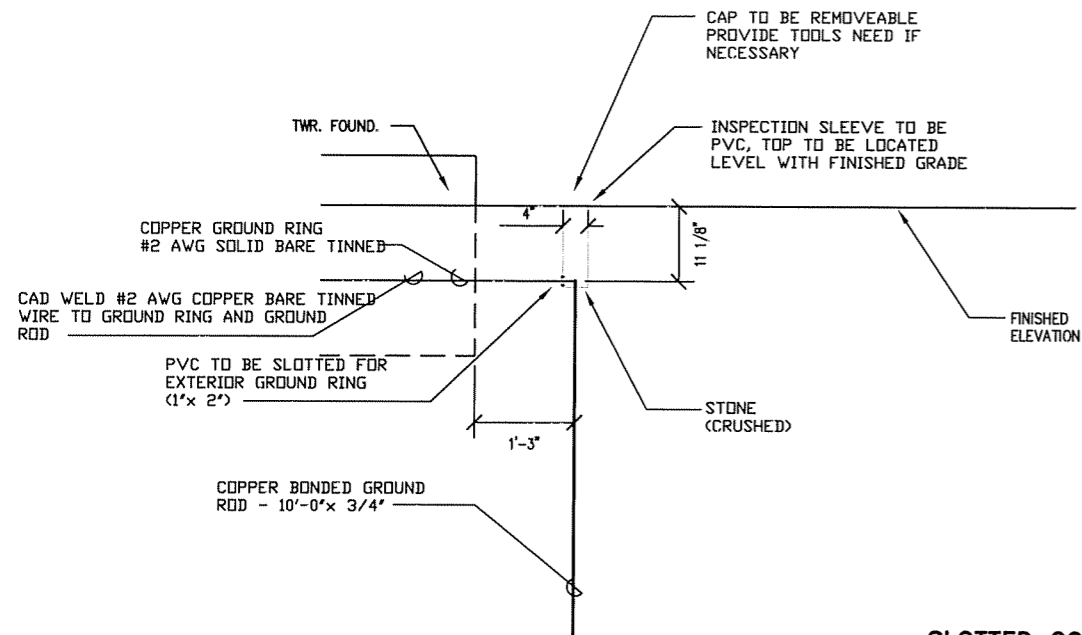 CAP TO BE REMOVEABLE
PROVIDE TOOLS NEED IF
NECESSARY
TWR. FOUND.
INSPECTION SLEEVE TO BE
PVC, TOP TO BE LOCATED
LEVEL WITH FINISHED GRADE
4"
COPPER GROUND RING
#2 AWG SOLID BARE TINNED
11 1/8"
CAD WELD #2 AWG COPPER BARE TINNED
WIRE TO GROUND RING AND GROUND
ROD
FINISHED
ELEVATION
PVC TO BE SLOTTED FOR
EXTERIOR GROUND RING
(1"x 2")
STONE
(CRUSHED)
1'-3"
COPPER BONDED GROUND
ROD - 10'-0"x 3/4"